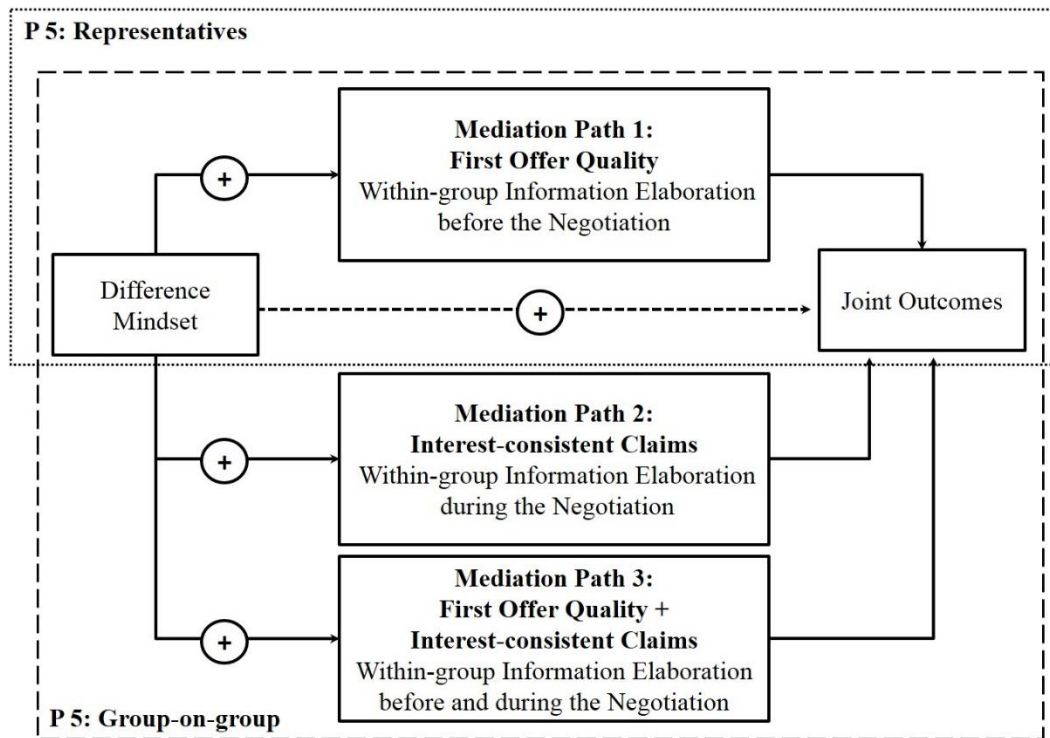 P 5: Representatives
Mediation Path 1:
First Offer Quality
Within-group Information Elaboration
before the Negotiation
+
Difference
Mindset
+
Joint Outcomes
Mediation Path 2:
Interest-consistent Claims
Within-group Information Elaboration
during the Negotiation
+
Mediation Path 3:
First Offer Quality +
Interest-consistent Claims
Within-group Information Elaboration
before and during the Negotiation
+
P 5: Group-on-group